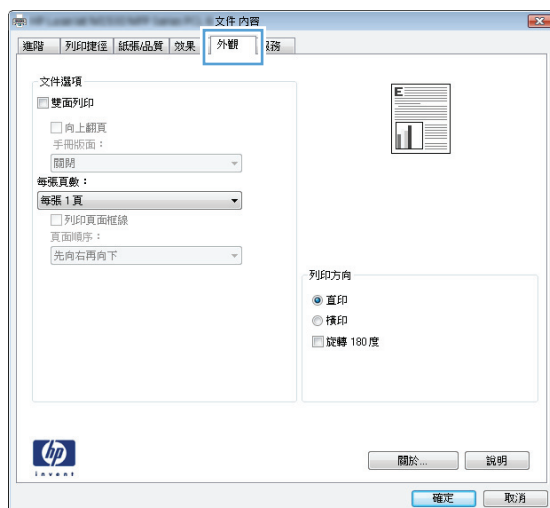 文件 內容
進階 列印捷徑 紙張/品質 效果 外觀 服務
文件選項
雙面列印
向上翻頁
手冊版面：
關閉
每張頁數：
每張 1 頁
列印頁面框線
頁面順序：
先向右再向下
E
列印方向
直印
橫印
旋轉 180 度
hp
invent
關於... 說明
確定 取消